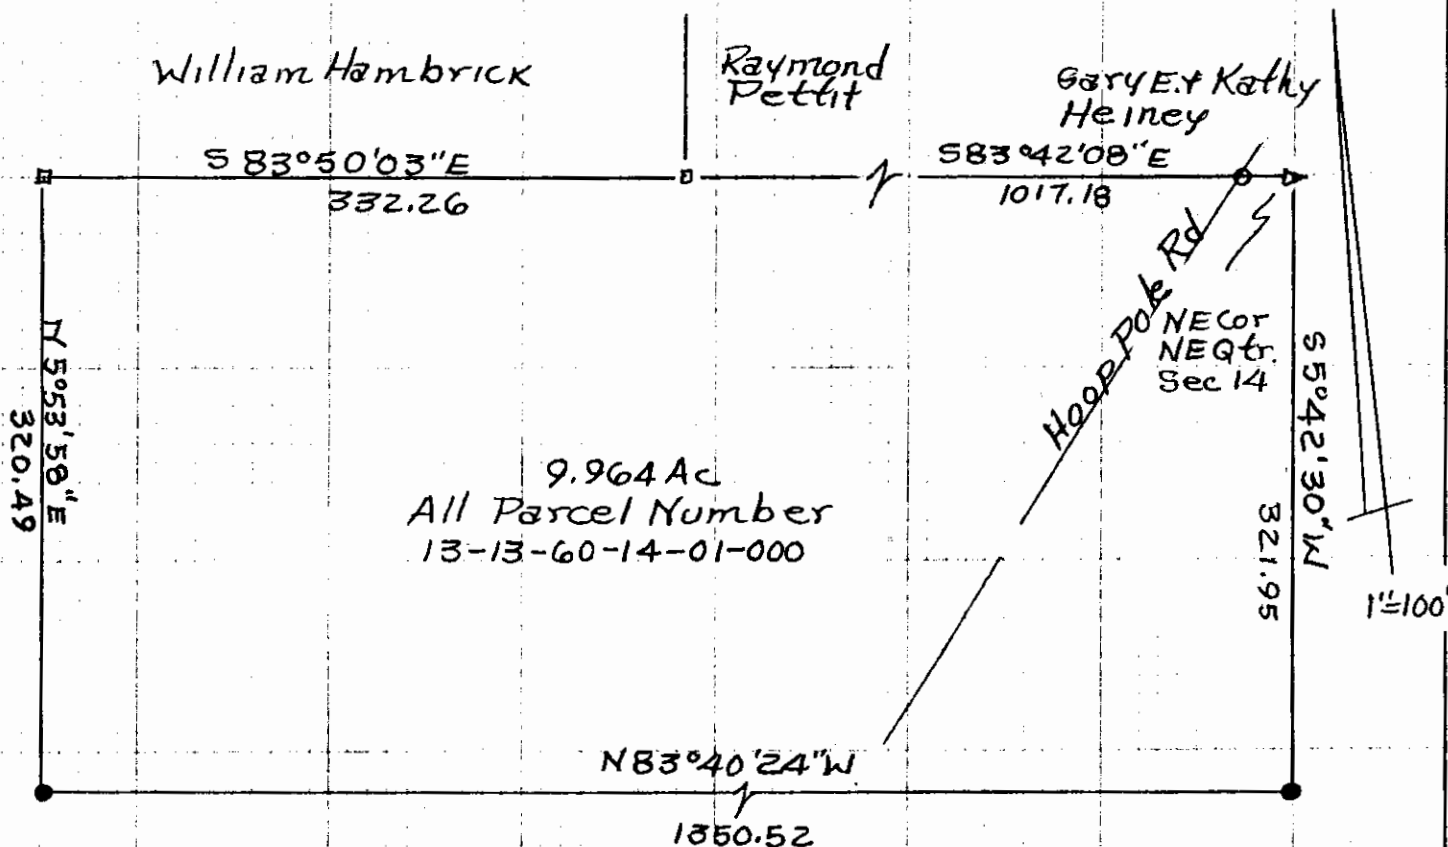 William Hambrick
Raymond
Pettit
Gary E. & Kathy
Heiney
S 83°50'03"E
332.26
S83°42'08"E
1017.18
Hoop Pole Rd
NE Cor
NE Qtr.
Sec 14
N 5°53'58"E
320.49
S 5°42'30"W
321.95
9.964 Ac
All Parcel Number
13-13-60-14-01-000
1"=100'
N83°40'24"W
1350.52